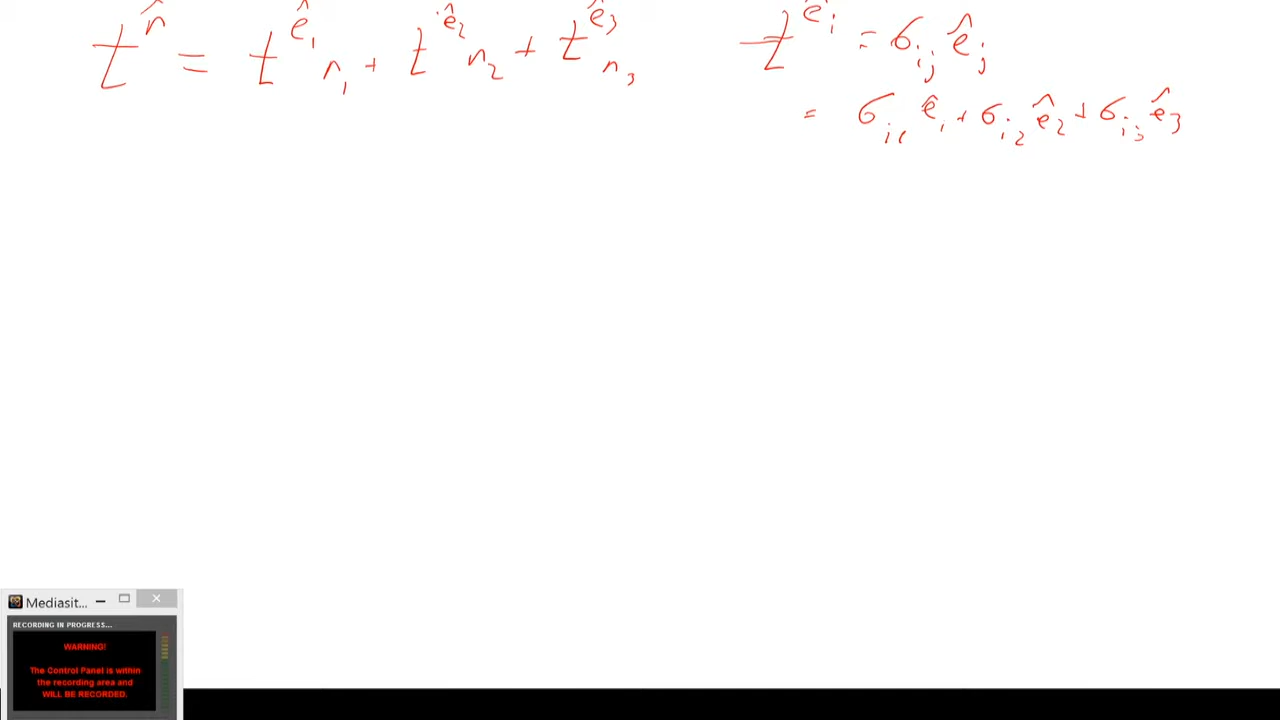 t^n̂ = t^ê₁ n₁ + t^ê₂ n₂ + t^ê₃ n₃
t^êᵢ = σᵢⱼ êⱼ
= σᵢ₁ ê₁ + σᵢ₂ ê₂ + σᵢ₃ ê₃
Mediasit...
RECORDING IN PROGRESS...
WARNING!
The Control Panel is within
the recording area and
WILL BE RECORDED.